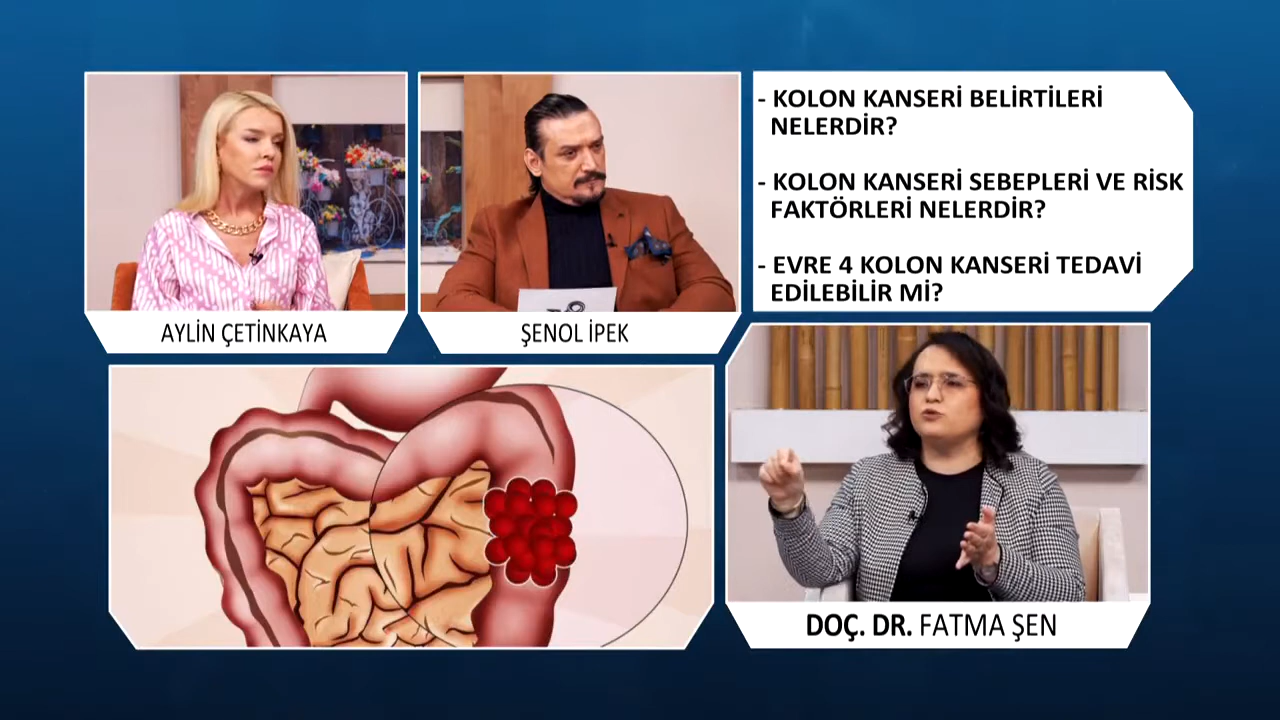 - KOLON KANSERİ BELİRTİLERİ
NELERDİR?
- KOLON KANSERİ SEBEPLERİ VE RİSK
FAKTÖRLERİ NELERDİR?
- EVRE 4 KOLON KANSERİ TEDAVİ
EDİLEBİLİR Mİ?
AYLİN ÇETİNKAYA
ŞENOL İPEK
DOÇ. DR. FATMA ŞEN